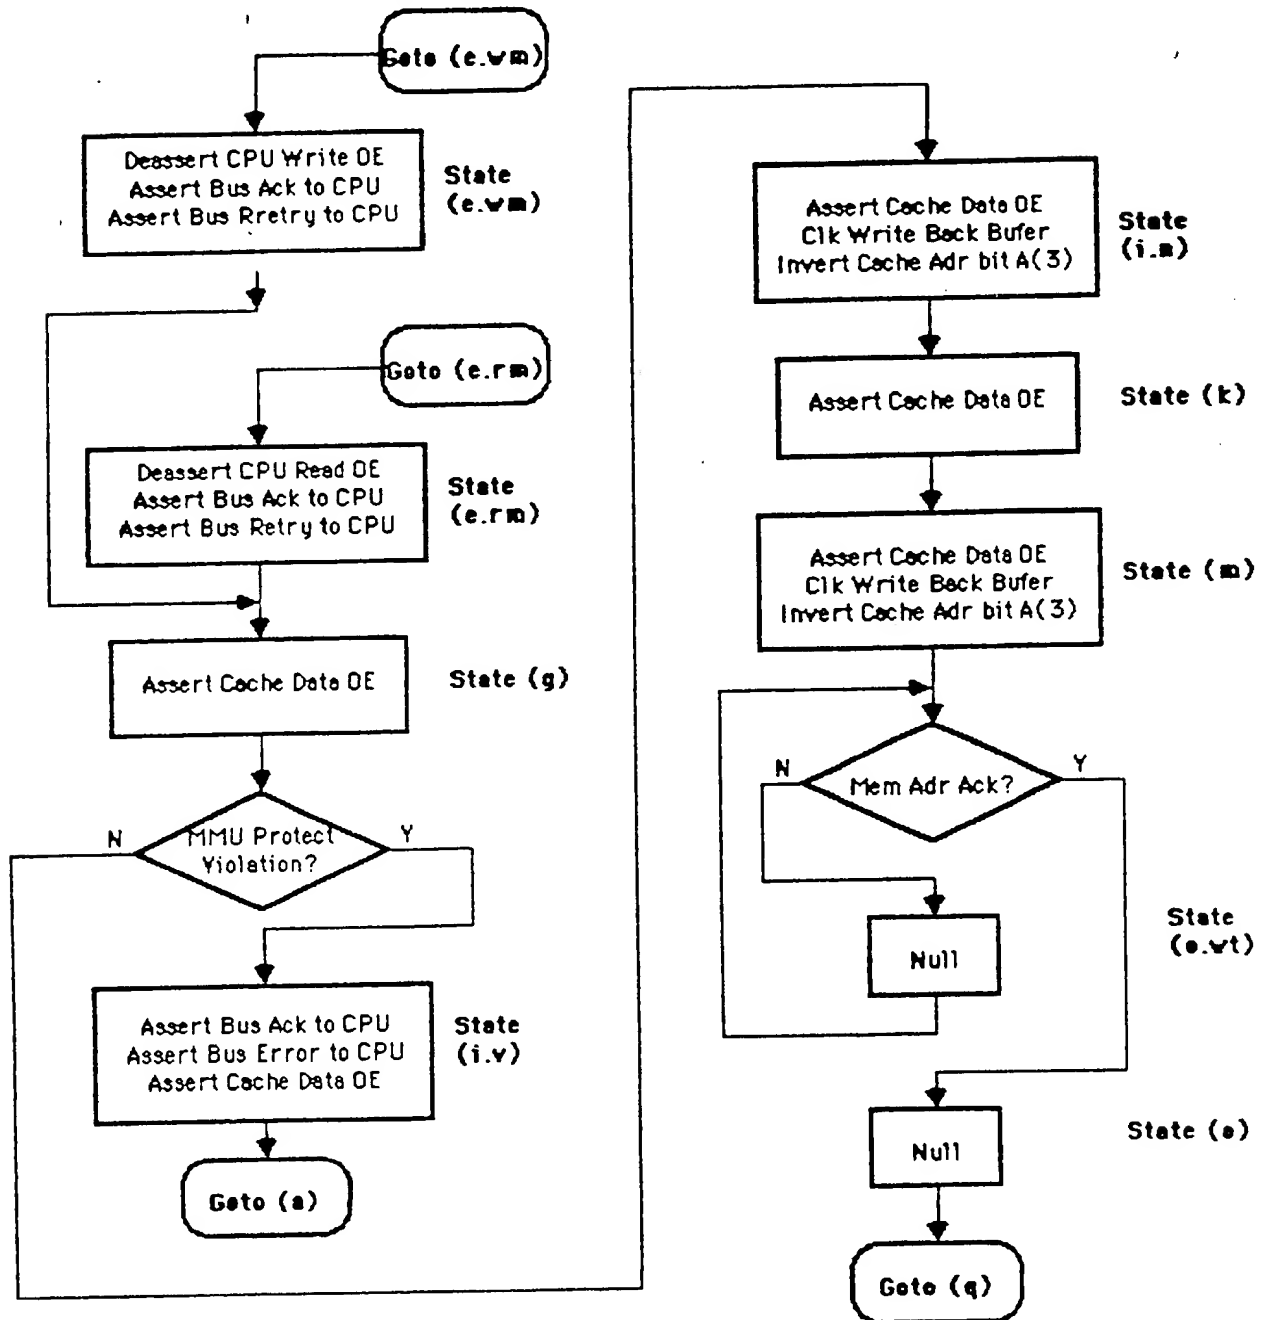 Goto (e.wm)
Deassert CPU Write OE
Assert Bus Ack to CPU
Assert Bus Rretry to CPU
State
(e.wm)
Goto (e.rm)
Deassert CPU Read OE
Assert Bus Ack to CPU
Assert Bus Retry to CPU
State
(e.rm)
Assert Cache Data OE
State (g)
N
MMU Protect
Violation?
Y
Assert Bus Ack to CPU
Assert Bus Error to CPU
Assert Cache Data OE
State
(i.v)
Goto (a)
Assert Cache Data OE
Clk Write Back Bufer
Invert Cache Adr bit A(3)
State
Assert Cache Data OE
State (k)
Assert Cache Data OE
Clk Write Back Bufer
Invert Cache Adr bit A(3)
State (m)
N
Mem Adr Ack?
Y
Null
State
(o.wt)
Null
State (o)
Goto (q)